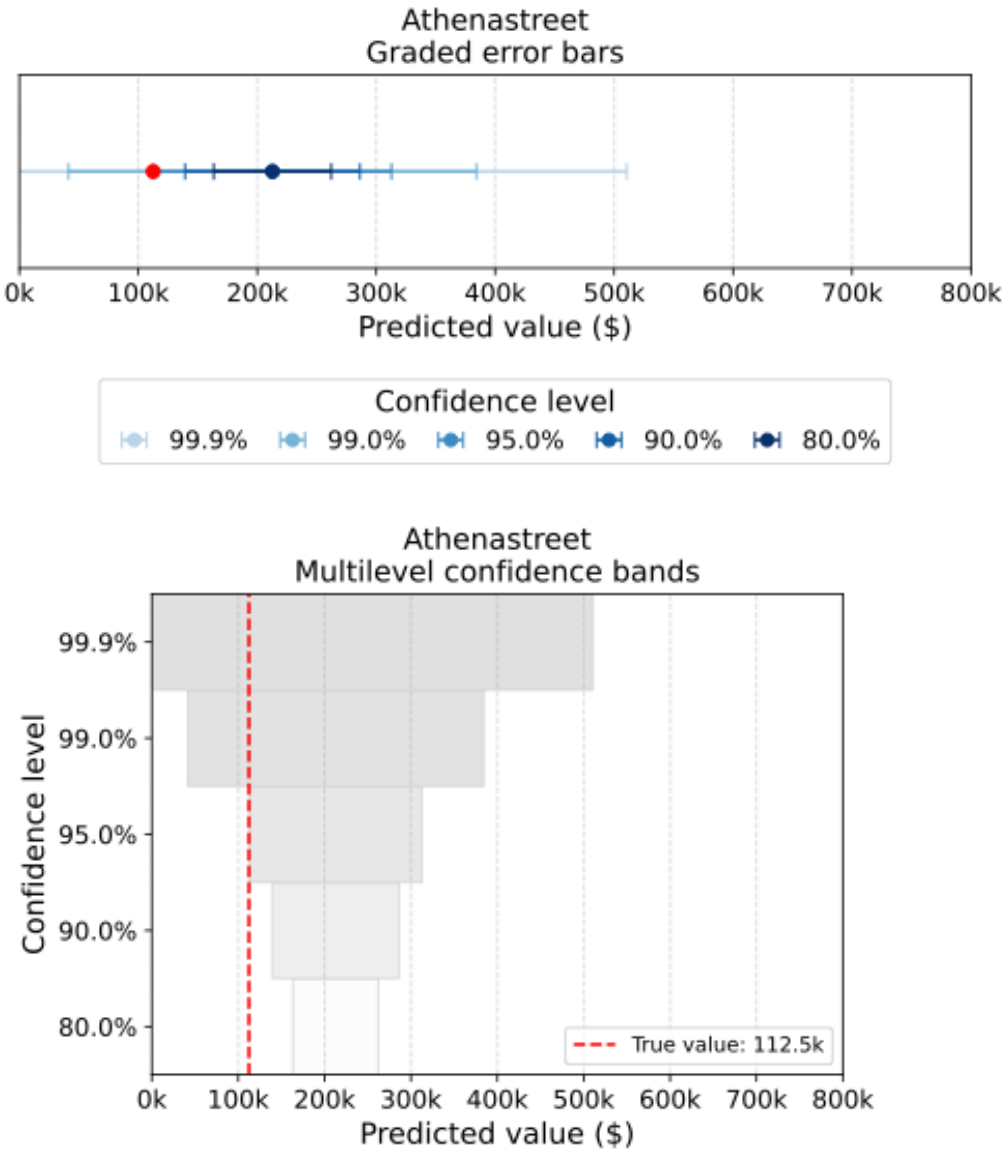 Athenastreet
Graded error bars
0k 100k 200k 300k 400k 500k 600k 700k 800k
Predicted value ($)
Confidence level
99.9% 99.0% 95.0% 90.0% 80.0%
Athenastreet
Multilevel confidence bands
Confidence level
99.9%
99.0%
95.0%
90.0%
80.0%
True value: 112.5k
0k 100k 200k 300k 400k 500k 600k 700k 800k
Predicted value ($)